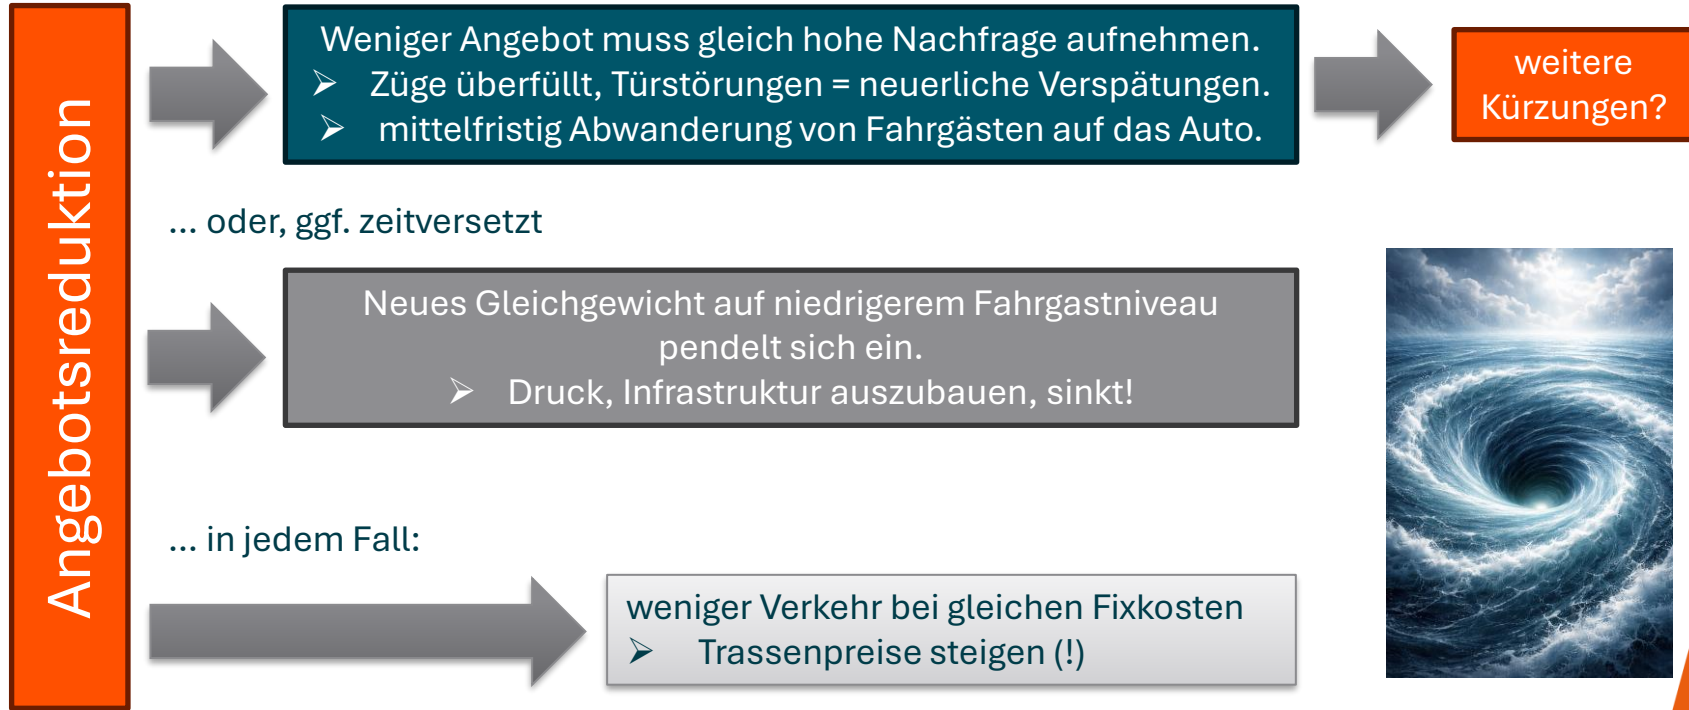 Angebotsreduktion
Weniger Angebot muss gleich hohe Nachfrage aufnehmen.
➢ Züge überfüllt, Türstörungen = neuerliche Verspätungen.
➢ mittelfristig Abwanderung von Fahrgästen auf das Auto.
weitere
Kürzungen?
... oder, ggf. zeitversetzt
Neues Gleichgewicht auf niedrigerem Fahrgastniveau
pendelt sich ein.
➢ Druck, Infrastruktur auszubauen, sinkt!
... in jedem Fall:
weniger Verkehr bei gleichen Fixkosten
➢ Trassenpreise steigen (!)